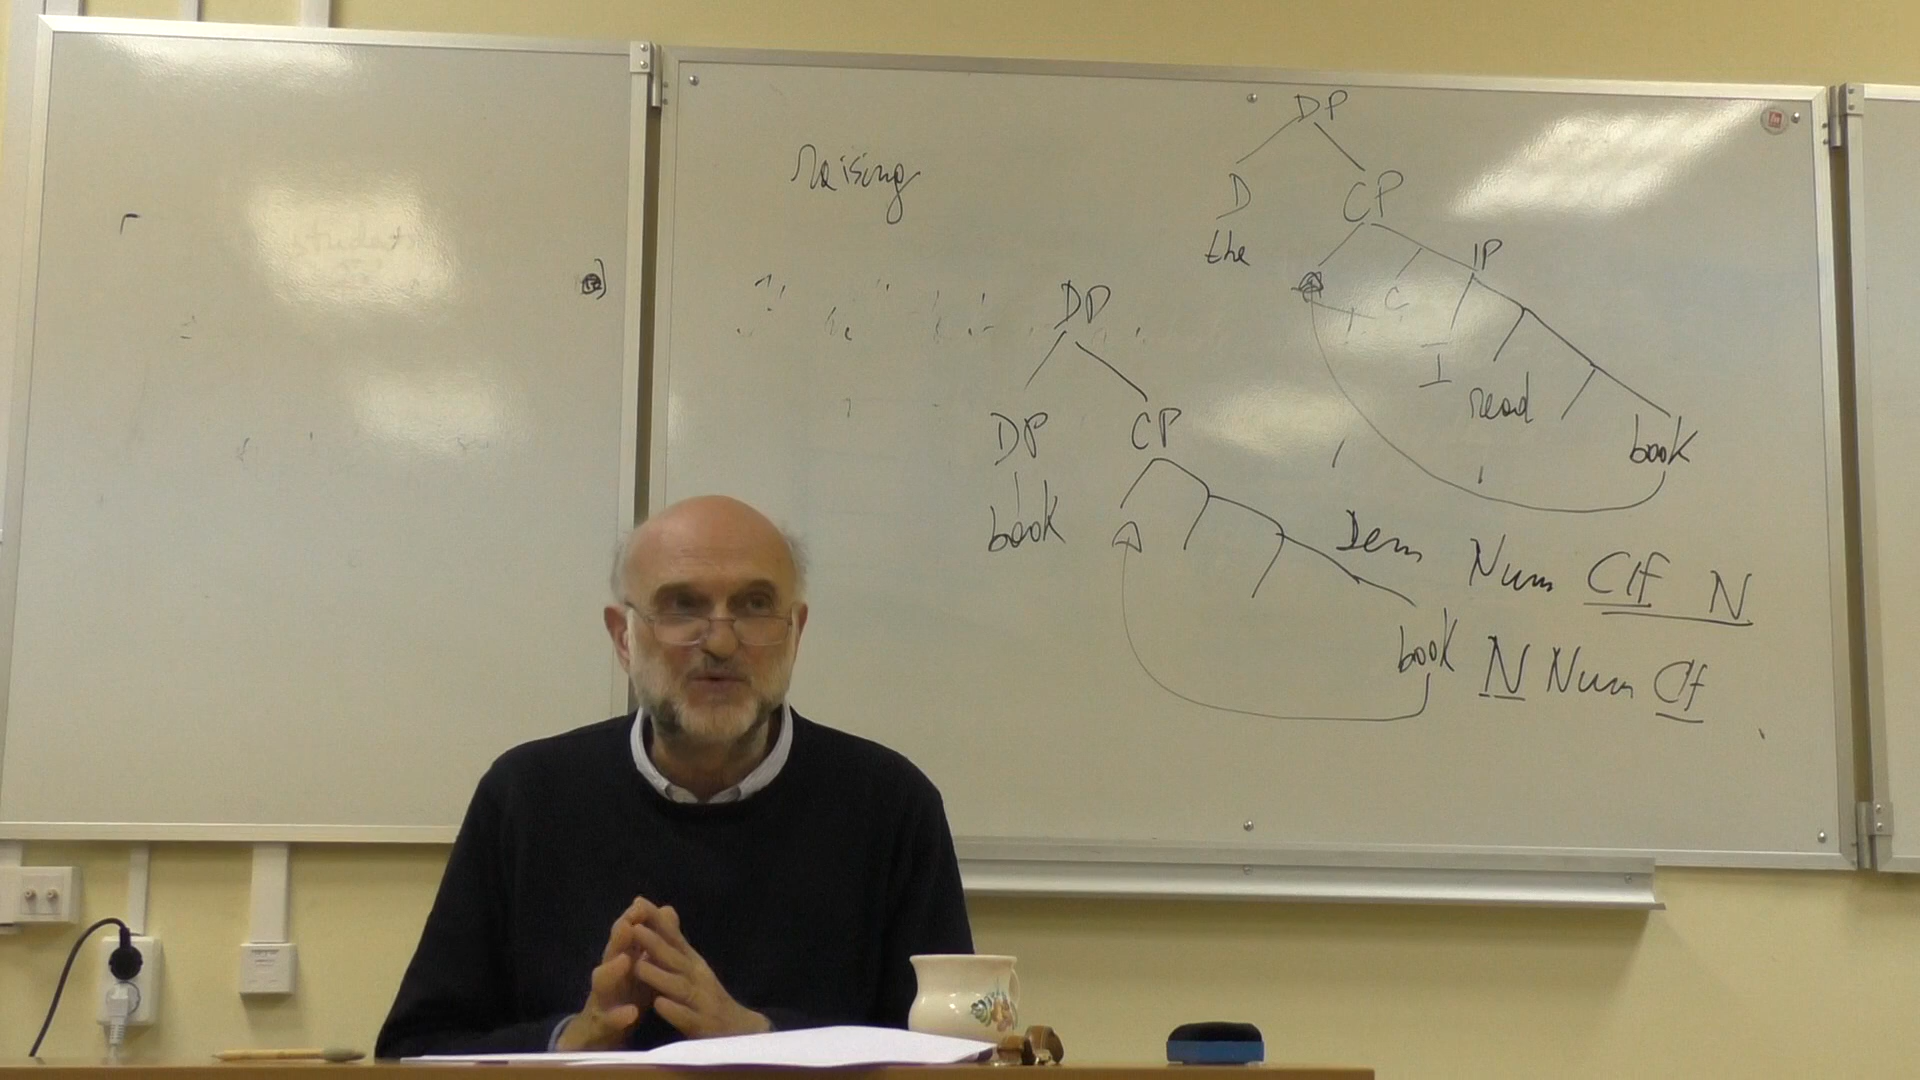 raising
DP
D CP
the IP
C
I
read
book
DP
DP CP
book
book
Dem Num Clf N
N Num Clf